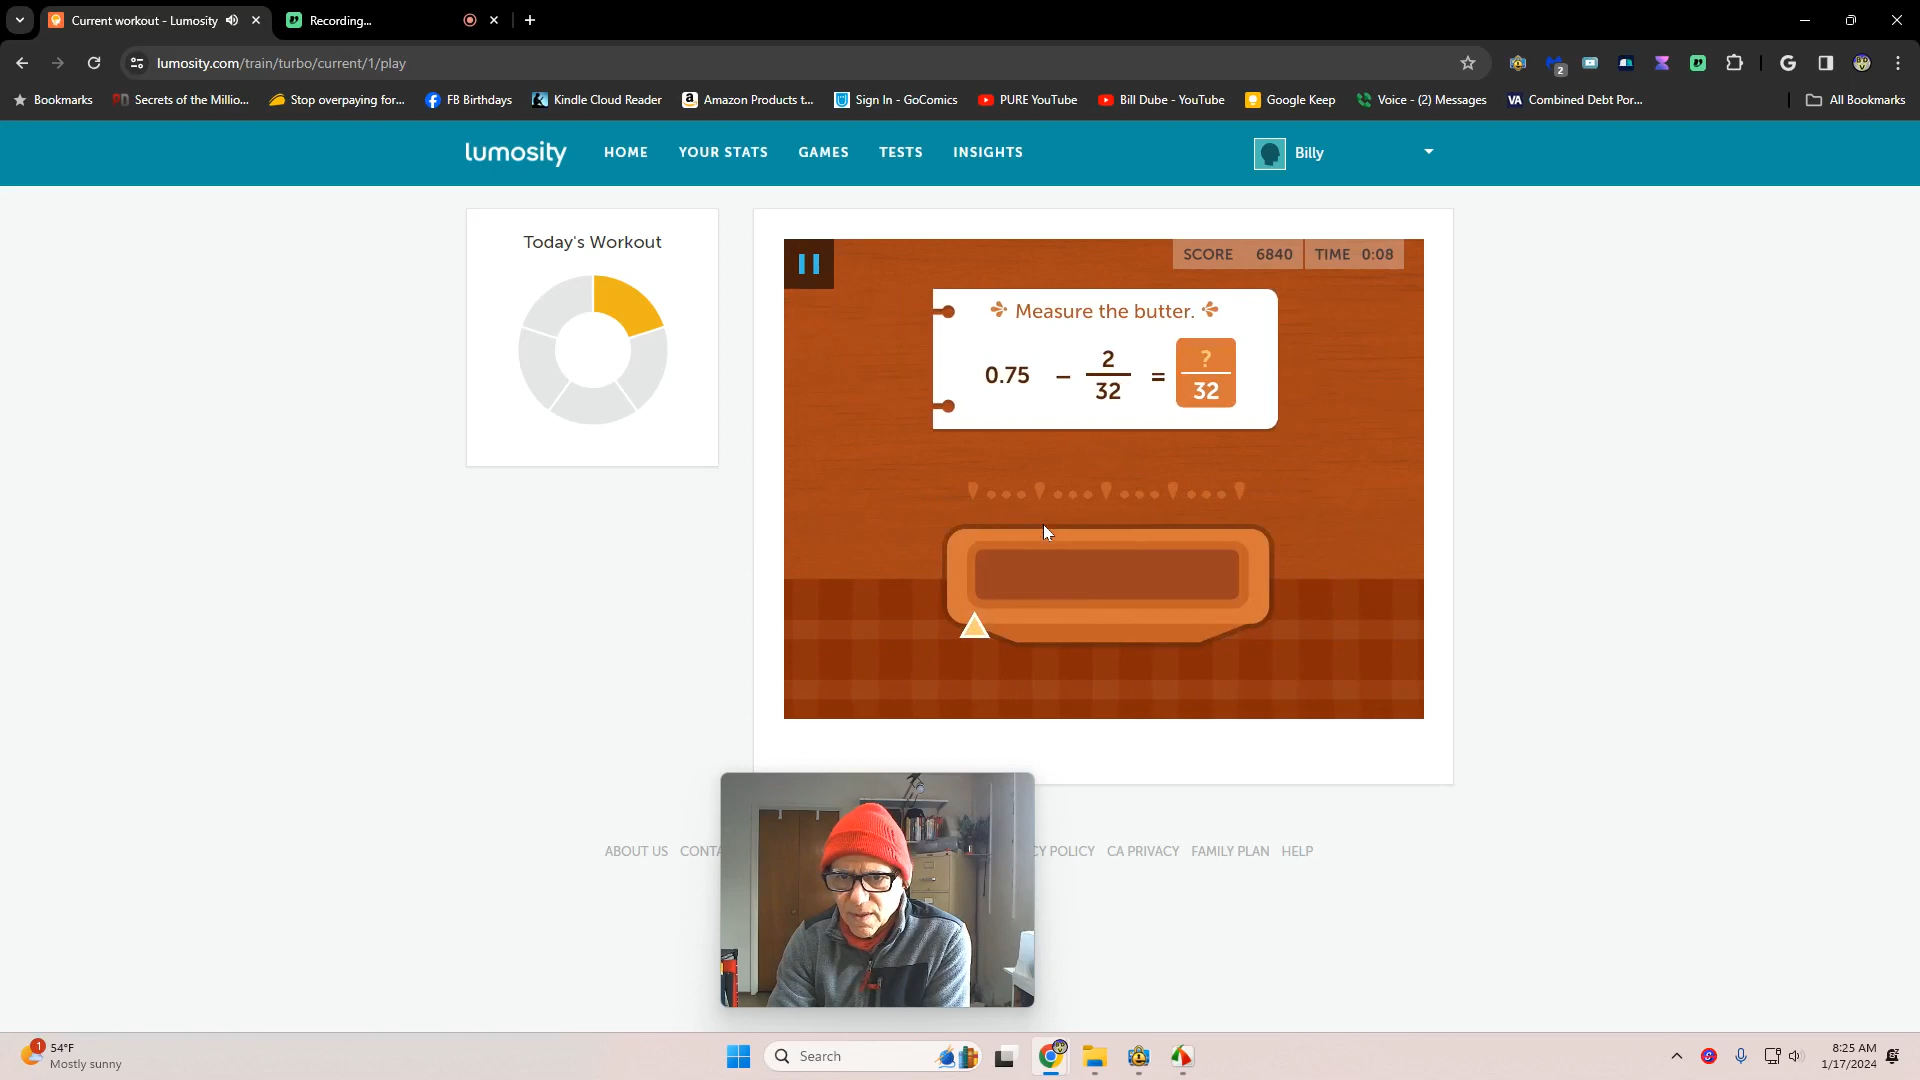 Current workout - Lumosity
Recording...
lumosity.com/train/turbo/current/1/play
2
Bookmarks
Secrets of the Millio...
Stop overpaying for...
FB Birthdays
Kindle Cloud Reader
Amazon Products t...
Sign In - GoComics
PURE YouTube
Bill Dube - YouTube
Google Keep
Voice - (2) Messages
VA Combined Debt Por...
All Bookmarks
lumosity
HOME
YOUR STATS
GAMES
TESTS
INSIGHTS
Billy
Today's Workout
SCORE 6840
TIME 0:08
Measure the butter.
0.75 – 2/32 = ?/32
ABOUT US
CONTA
CY POLICY
CA PRIVACY
FAMILY PLAN
HELP
1
54°F
Mostly sunny
Search
8:25 AM
1/17/2024